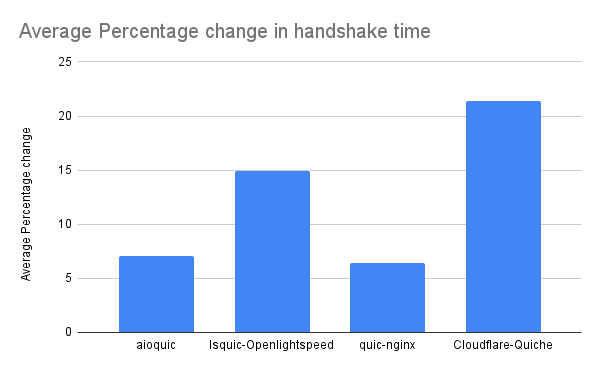 Average Percentage change in handshake time
Average Percentage change
25
20
15
10
5
0
aioquic
lsquic-Openlightspeed
quic-nginx
Cloudflare-Quiche